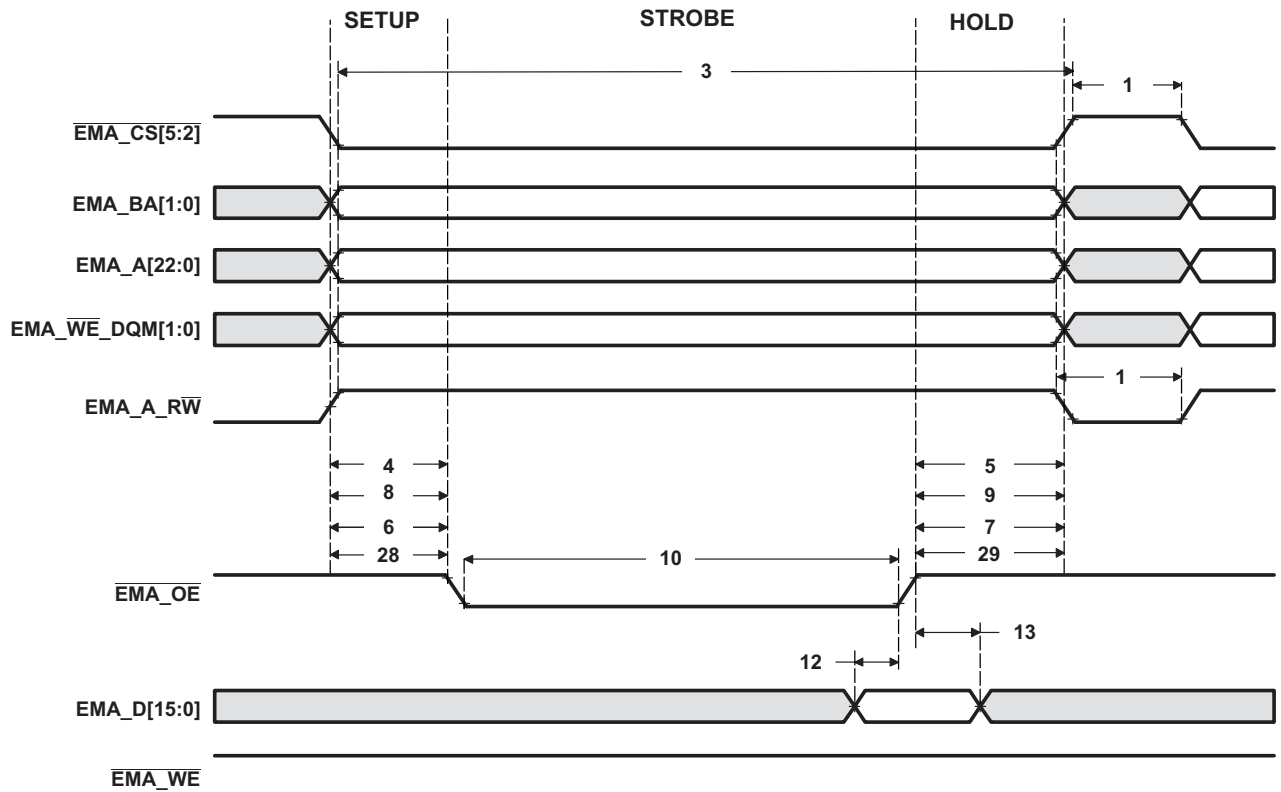 SETUP STROBE HOLD
3
1
EMA_CS[5:2]
EMA_BA[1:0]
EMA_A[22:0]
EMA_WE_DQM[1:0]
1
EMA_A_RW
4 5
8 9
6 7
28 10 29
EMA_OE
13
12
EMA_D[15:0]
EMA_WE